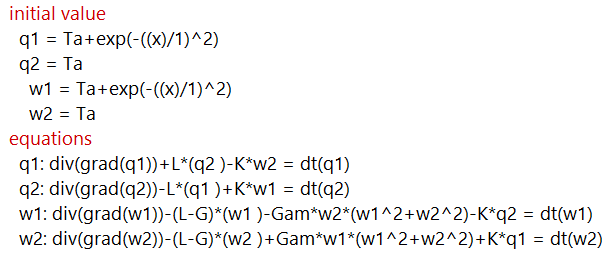 initial value
q1 = Ta+exp(-((x)/1)^2)
q2 = Ta
w1 = Ta+exp(-((x)/1)^2)
w2 = Ta
equations
q1: div(grad(q1))+L*(q2 )-K*w2 = dt(q1)
q2: div(grad(q2))-L*(q1 )+K*w1 = dt(q2)
w1: div(grad(w1))-(L-G)*(w1 )-Gam*w2*(w1^2+w2^2)-K*q2 = dt(w1)
w2: div(grad(w2))-(L-G)*(w2 )+Gam*w1*(w1^2+w2^2)+K*q1 = dt(w2)